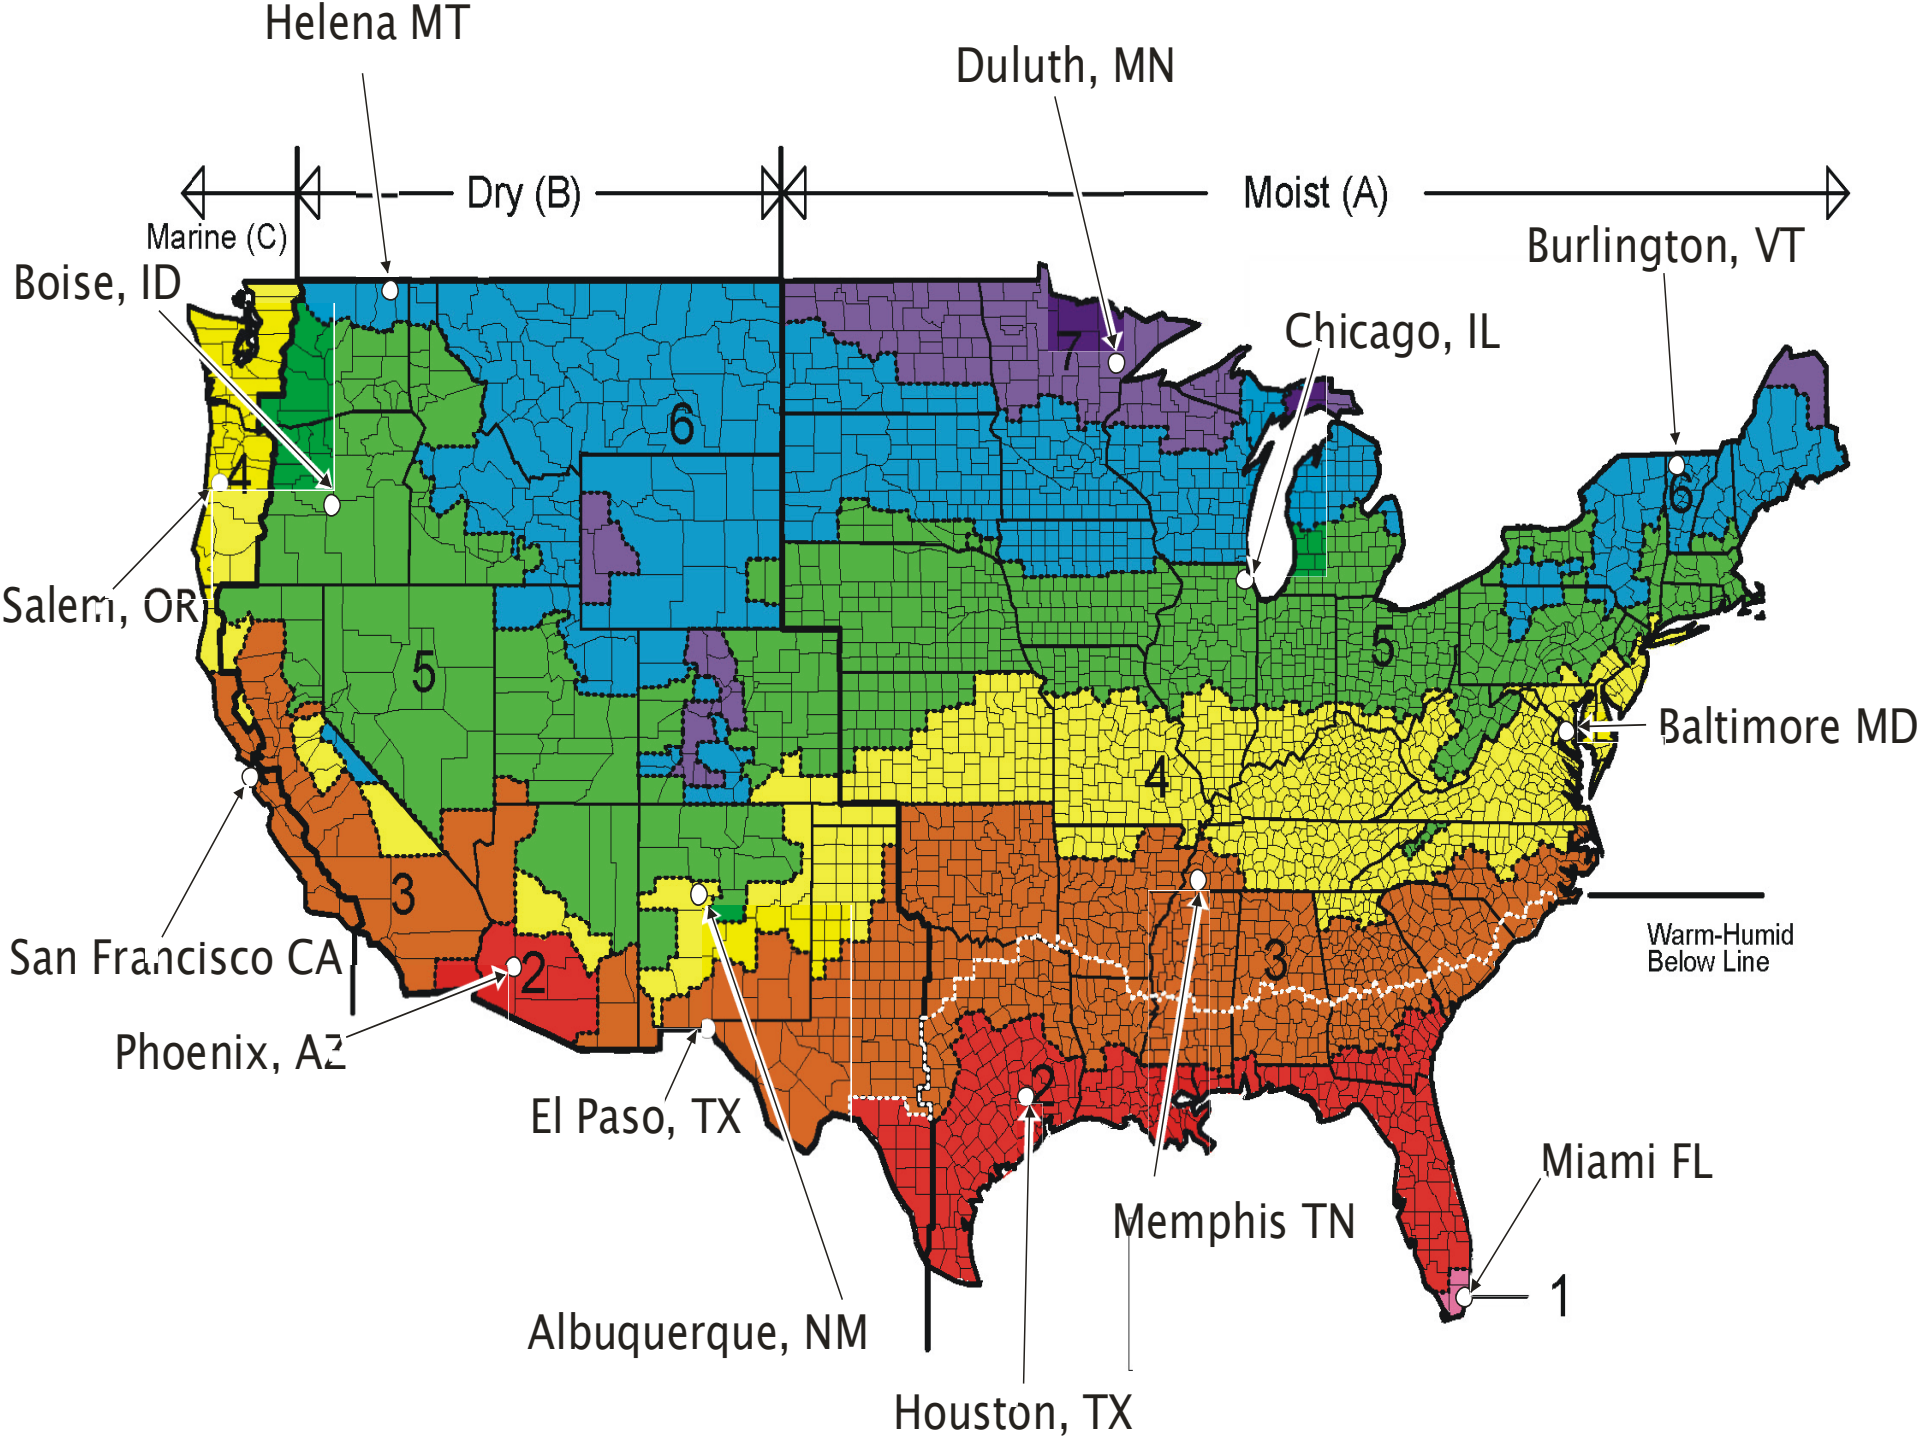 Helena MT
Duluth, MN
Dry (B)
Moist (A)
Marine (C)
Burlington, VT
Boise, ID
Chicago, IL
7
6
4
6
Salem, OR
5
5
Baltimore MD
4
3
Warm-Humid
Below Line
San Francisco CA
2
3
Phoenix, AZ
El Paso, TX
2
Miami FL
Memphis TN
1
Albuquerque, NM
Houston, TX